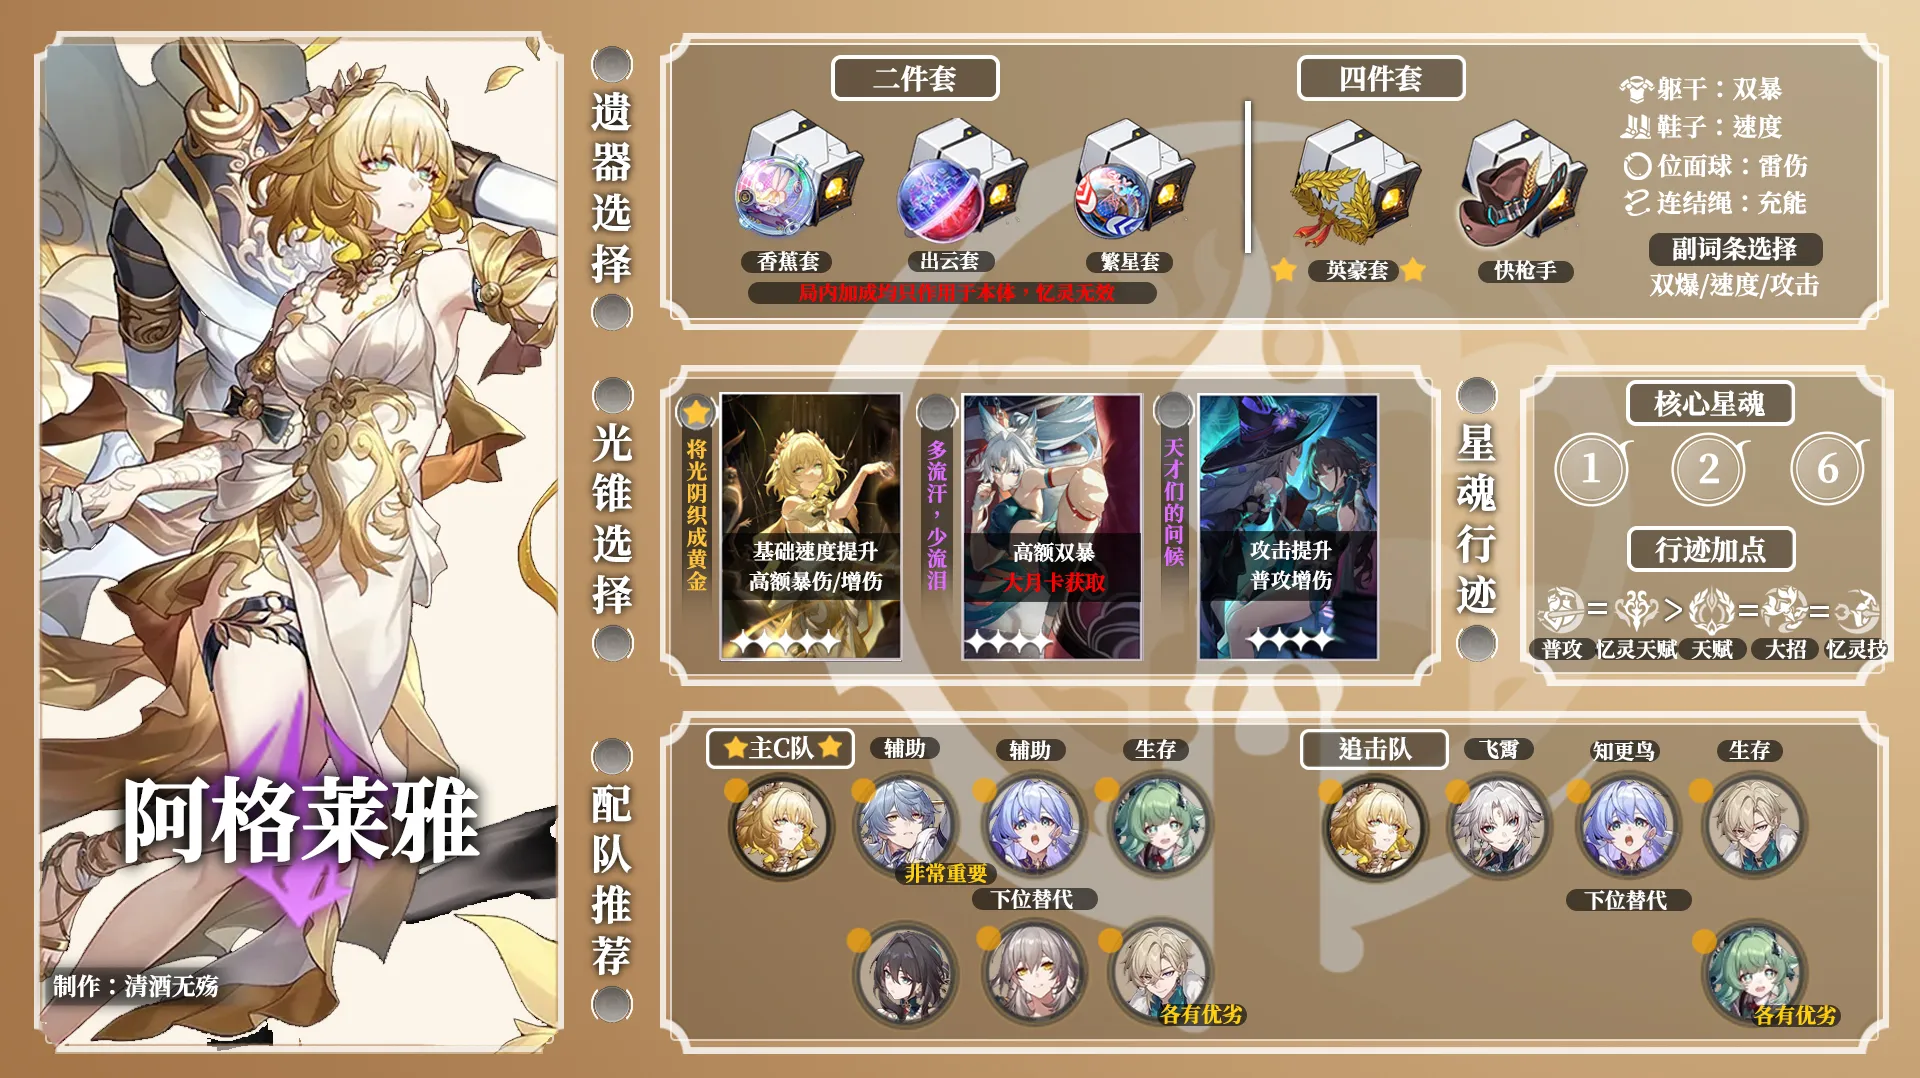 遗器选择
二件套
香蕉套
出云套
繁星套
局内加成均只作用于本体，忆灵无效
四件套
英豪套
快枪手
躯干：双暴
鞋子：速度
位面球：雷伤
连结绳：充能
副词条选择
双爆/速度/攻击
光锥选择
将光阴织成黄金
基础速度提升
高额暴伤/增伤
多流汗，少流泪
高额双暴
大月卡获取
天才们的问候
攻击提升
普攻增伤
星魂行迹
核心星魂
1
2
6
行迹加点
= > = =
普攻 忆灵天赋 天赋 大招 忆灵技
配队推荐
主C队
辅助
辅助
生存
非常重要
下位替代
各有优劣
追击队
飞霄
知更鸟
生存
下位替代
各有优劣
阿格莱雅
制作：清酒无殇